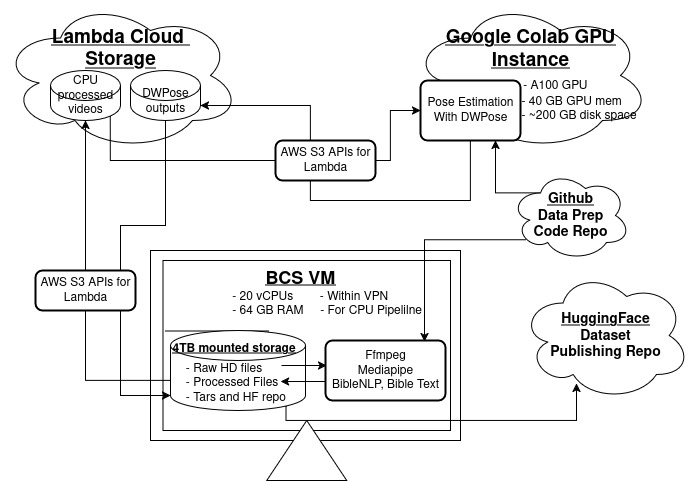 Lambda Cloud
Storage
CPU
processed
videos
DWPose
outputs
Google Colab GPU
Instance
Pose Estimation
With DWPose
- A100 GPU
- 40 GB GPU mem
- ~200 GB disk space
AWS S3 APIs for
Lambda
Github
Data Prep
Code Repo
AWS S3 APIs for
Lambda
BCS VM
- 20 vCPUs
- 64 GB RAM
- Within VPN
- For CPU Pipelilne
4TB mounted storage
- Raw HD files
- Processed Files
- Tars and HF repo
Ffmpeg
Mediapipe
BibleNLP, Bible Text
HuggingFace
Dataset
Publishing Repo